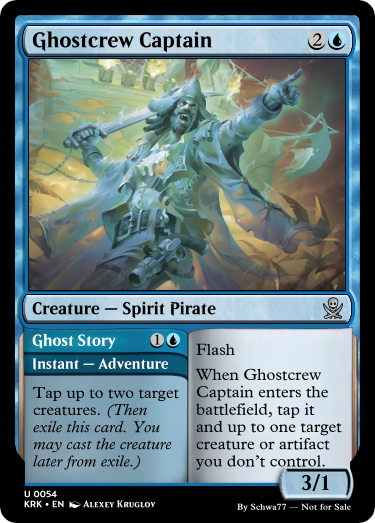 Ghostcrew Captain 2
Creature — Spirit Pirate
Ghost Story 1
Instant — Adventure
Tap up to two target
creatures. (Then
exile this card. You
may cast the creature
later from exile.)
Flash
When Ghostcrew
Captain enters the
battlefield, tap it
and up to one target
creature or artifact
you don't control.
3/1
U 0054
KRK • EN Alexey Kruglov
By Schwa77 — Not for Sale